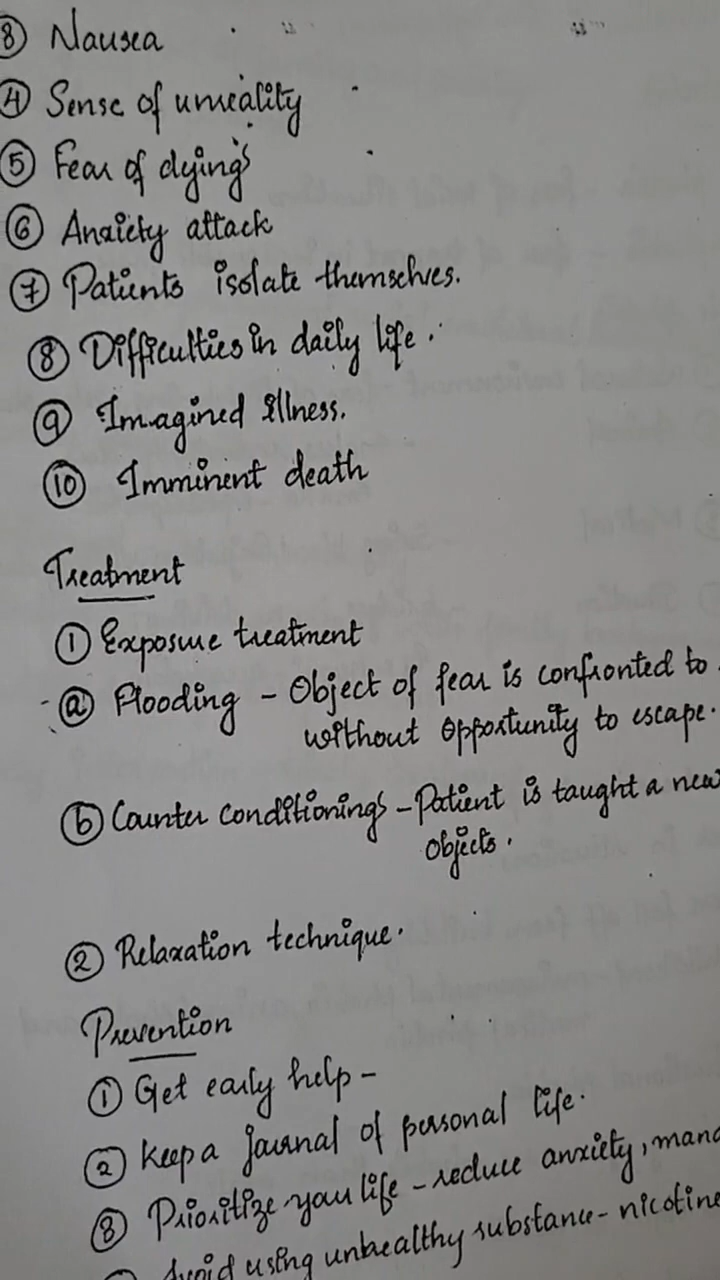 ③ Nausea
④ Sense of unreality
⑤ Fear of dying's
⑥ Anxiety attack
⑦ Patients isolate themselves.
⑧ Difficulties in daily life.
⑨ Imagined illness.
⑩ Imminent death
Treatment
① Exposure treatment
ⓐ Flooding - Object of fear is confronted to
without opportunity to escape.
ⓑ Counter conditionings - Patient is taught a new
objects.
② Relaxation technique.
Prevention
① Get early help -
② Keep a journal of personal life.
③ Prioritize your life - reduce anxiety, mana
Avoid using unhealthy substance - nicotine